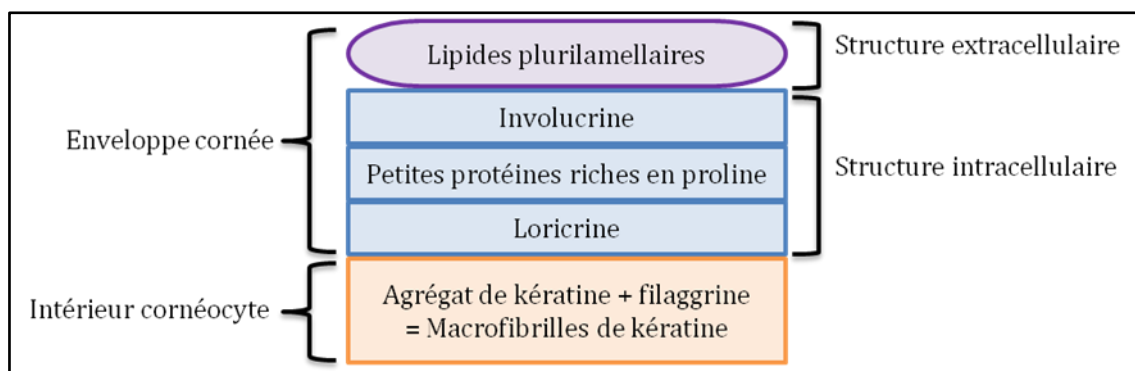 Lipides plurilamellaires
Structure extracellulaire
Enveloppe cornée
Involucrine
Petites protéines riches en proline
Loricrine
Structure intracellulaire
Intérieur cornéocyte
Agrégat de kératine + filaggrine
= Macrofibrilles de kératine